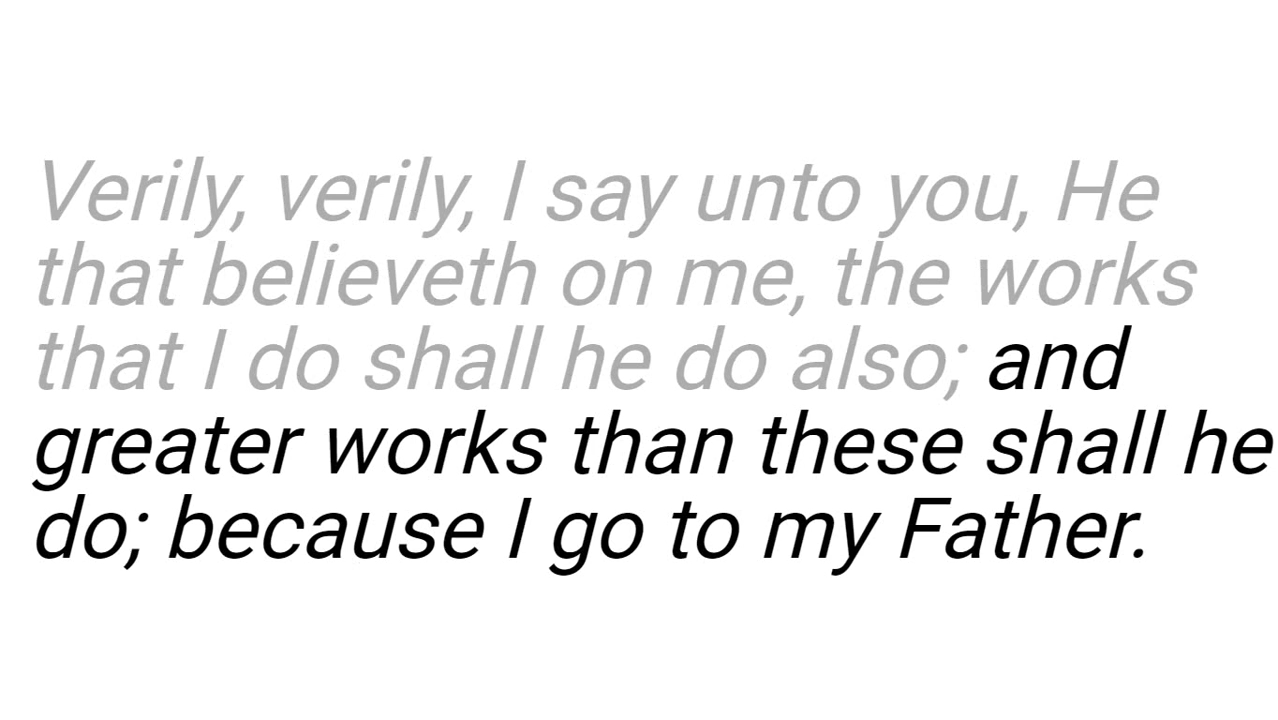 Verily, verily, I say unto you, He
that believeth on me, the works
that I do shall he do also; and
greater works than these shall he
do; because I go to my Father.